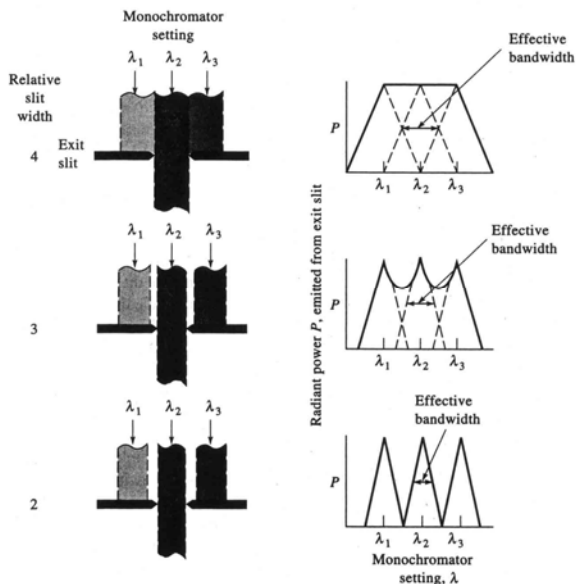 Monochromator
setting
λ1 λ2 λ3
Relative
slit
width
4
Exit
slit
λ1 λ2 λ3
3
λ1 λ2 λ3
2
Radiant power P, emitted from exit slit
Effective
bandwidth
P
λ1 λ2 λ3
Effective
bandwidth
P
λ1 λ2 λ3
Effective
bandwidth
P
λ1 λ2 λ3
Monochromator
setting, λ